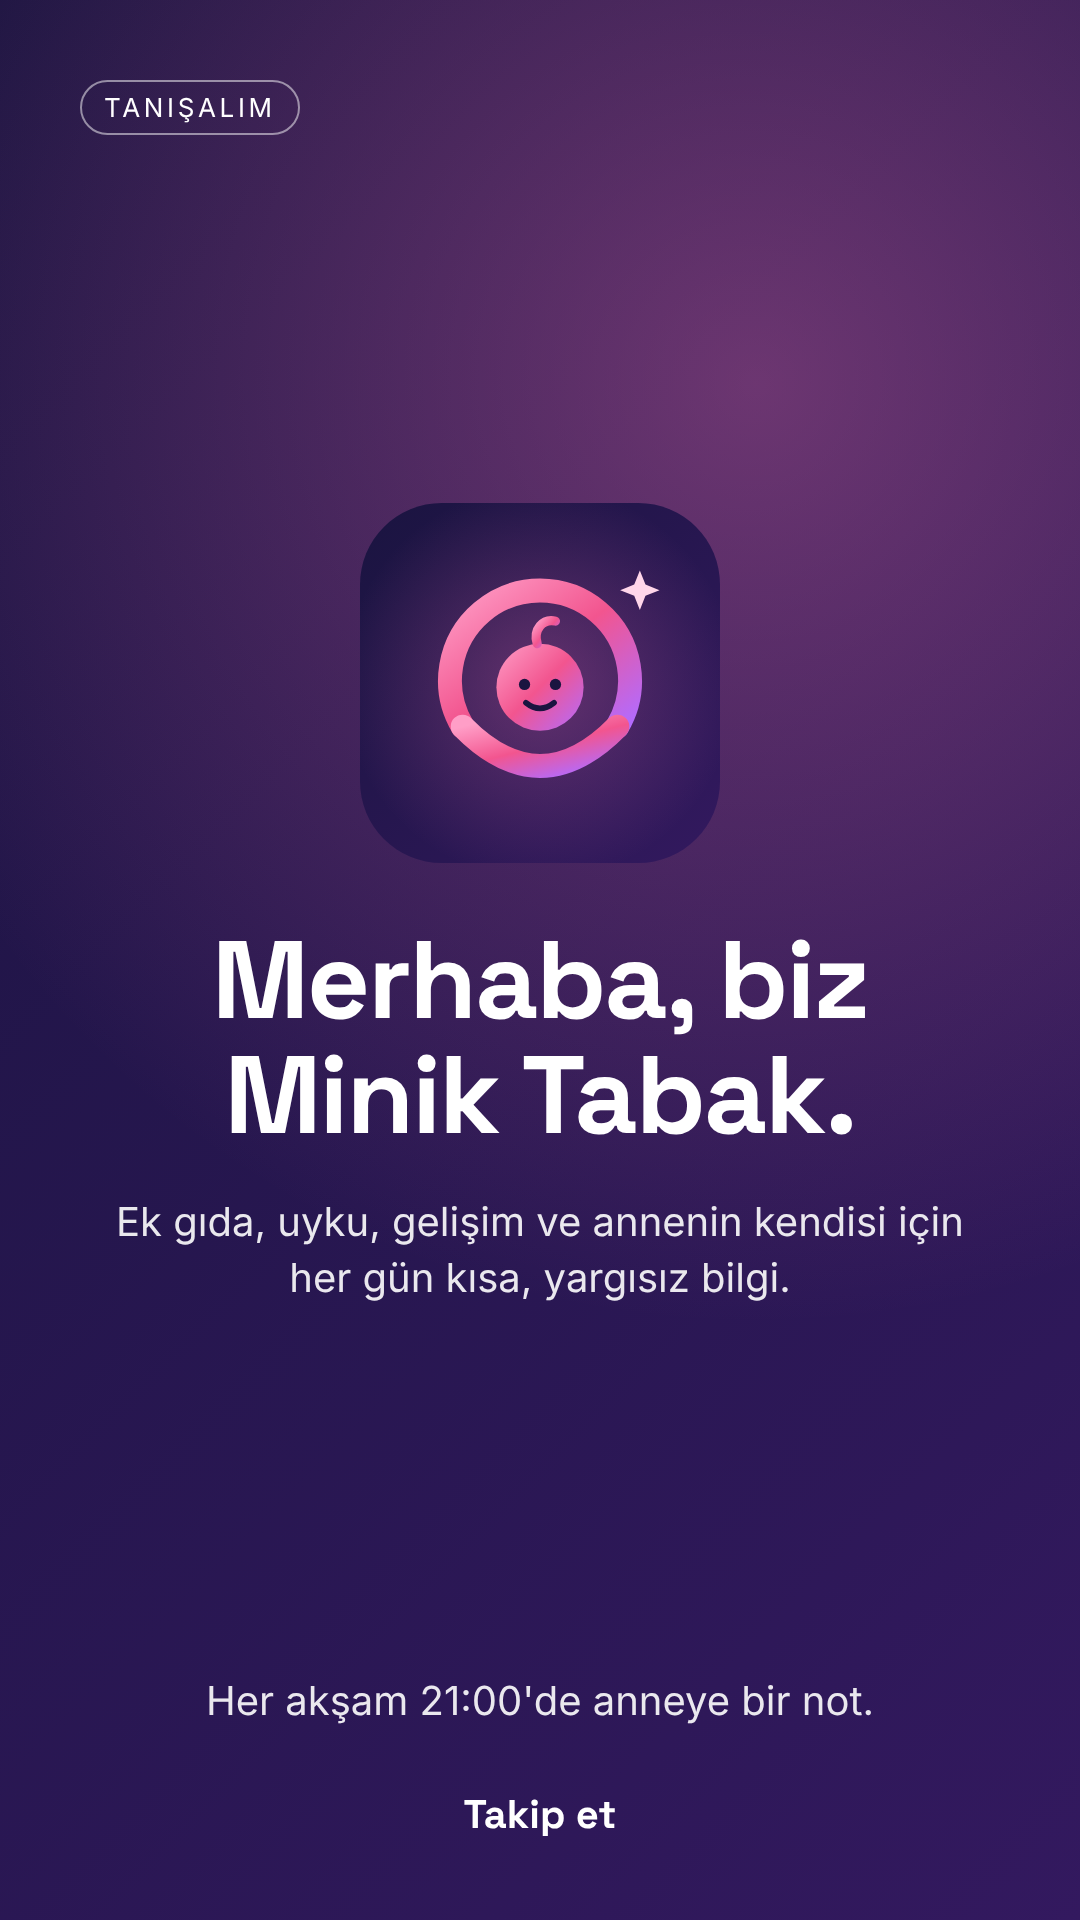 TANIŞALIM
Merhaba, biz
Minik Tabak.
Ek gıda, uyku, gelişim ve annenin kendisi için
her gün kısa, yargısız bilgi.
Her akşam 21:00'de anneye bir not.
Takip et